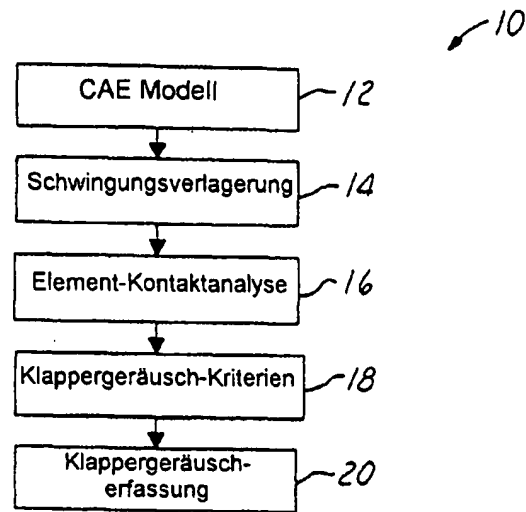 10
CAE Modell
12
Schwingungsverlagerung
14
Element-Kontaktanalyse
16
Klappergeräusch-Kriterien
18
Klappergeräusch-
erfassung
20